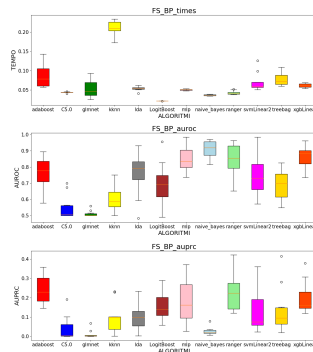 FS_BP_times
TEMPO
0.20
0.15
0.10
0.05
adaboost C5.0 glmnet kknn lda LogitBoost mlp naive_bayes ranger svmLinear2 treebag xgbLinear
ALGORITMI
FS_BP_auroc
AUROC
1.0
0.9
0.8
0.7
0.6
0.5
adaboost C5.0 glmnet kknn lda LogitBoost mlp naive_bayes ranger svmLinear2 treebag xgbLinear
ALGORITMI
FS_BP_auprc
AUPRC
0.4
0.3
0.2
0.1
0.0
adaboost C5.0 glmnet kknn lda LogitBoost mlp naive_bayes ranger svmLinear2 treebag xgbLinear
ALGORITMI